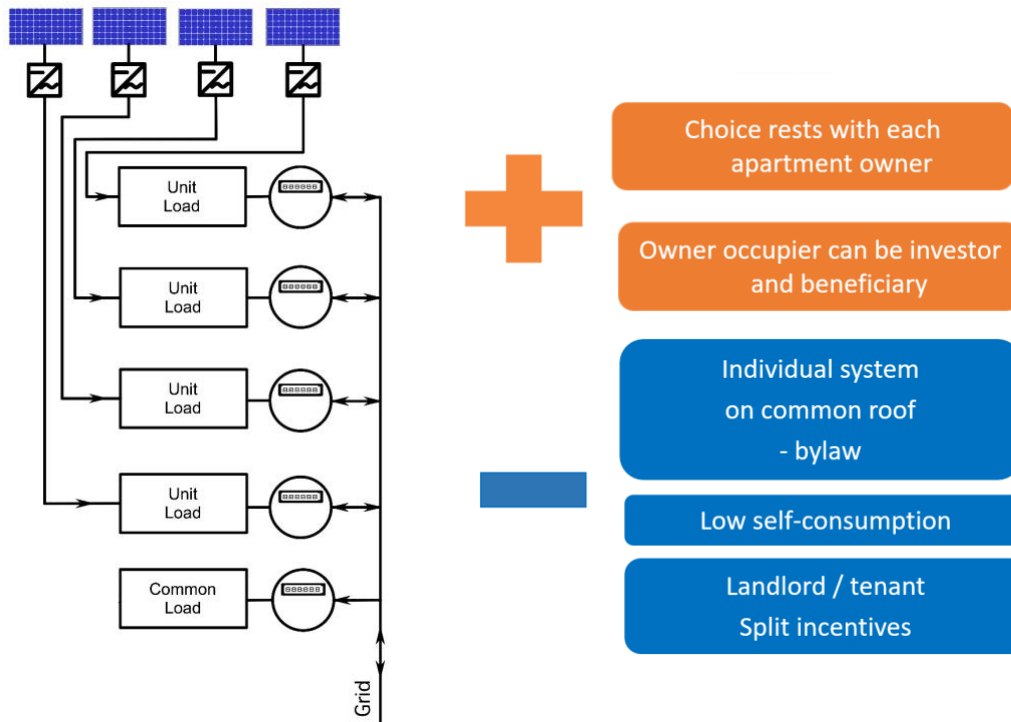 Unit
Load
Unit
Load
Unit
Load
Unit
Load
Common
Load
Grid
Choice rests with each
apartment owner
Owner occupier can be investor
and beneficiary
Individual system
on common roof
- bylaw
Low self-consumption
Landlord / tenant
Split incentives